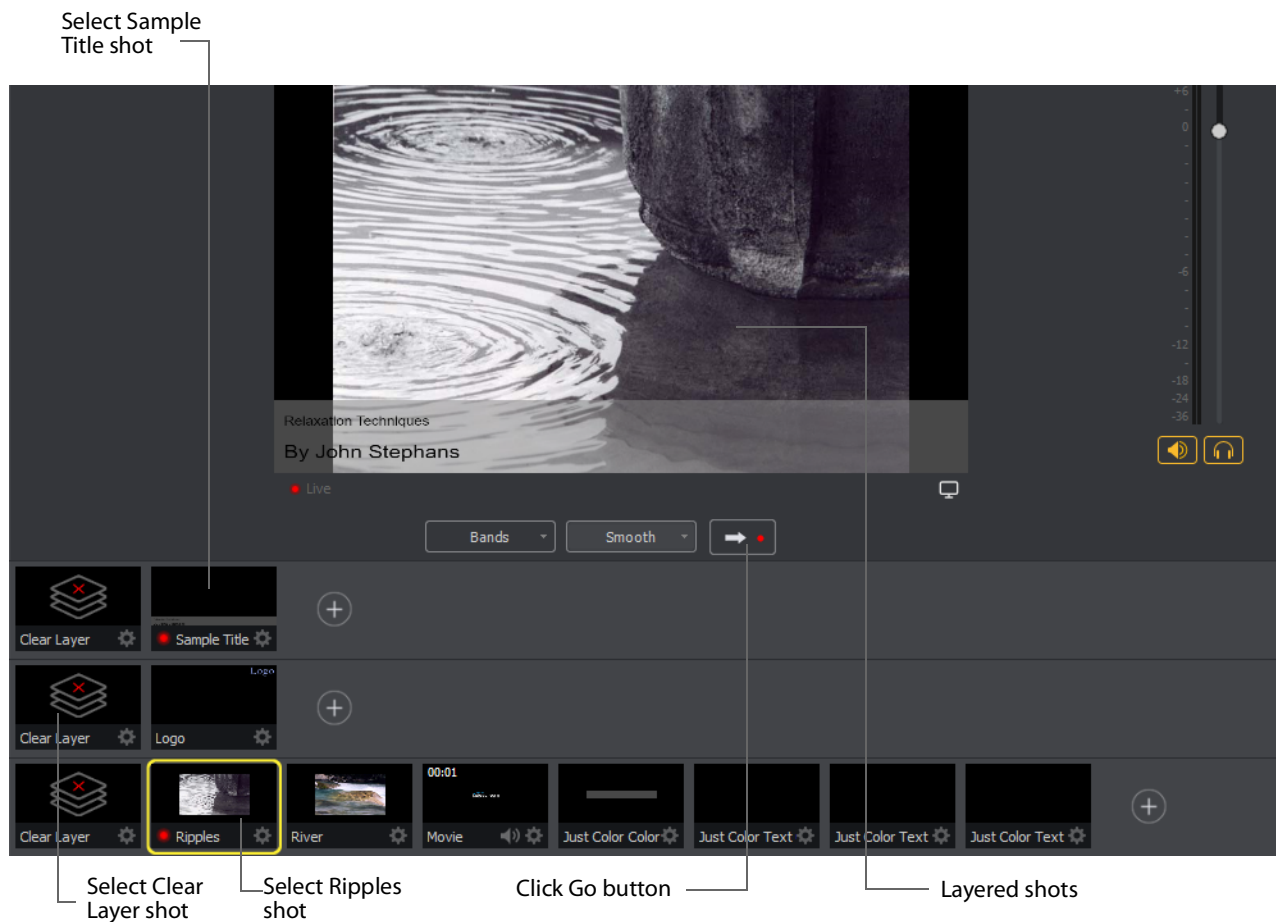 Select Sample
Title shot
+6
-
0
-
-
-
-
-
-
-6
-
-
-
-12
-
-18
-24
-36
Relaxation Techniques
By John Stephans
Live
Bands
Smooth
Clear Layer
Sample Title
Logo
Clear Layer
Logo
00:01
Clear Layer
Ripples
River
Movie
Just Color Color
Just Color Text
Just Color Text
Just Color Text
Select Clear
Layer shot
Select Ripples
shot
Click Go button
Layered shots